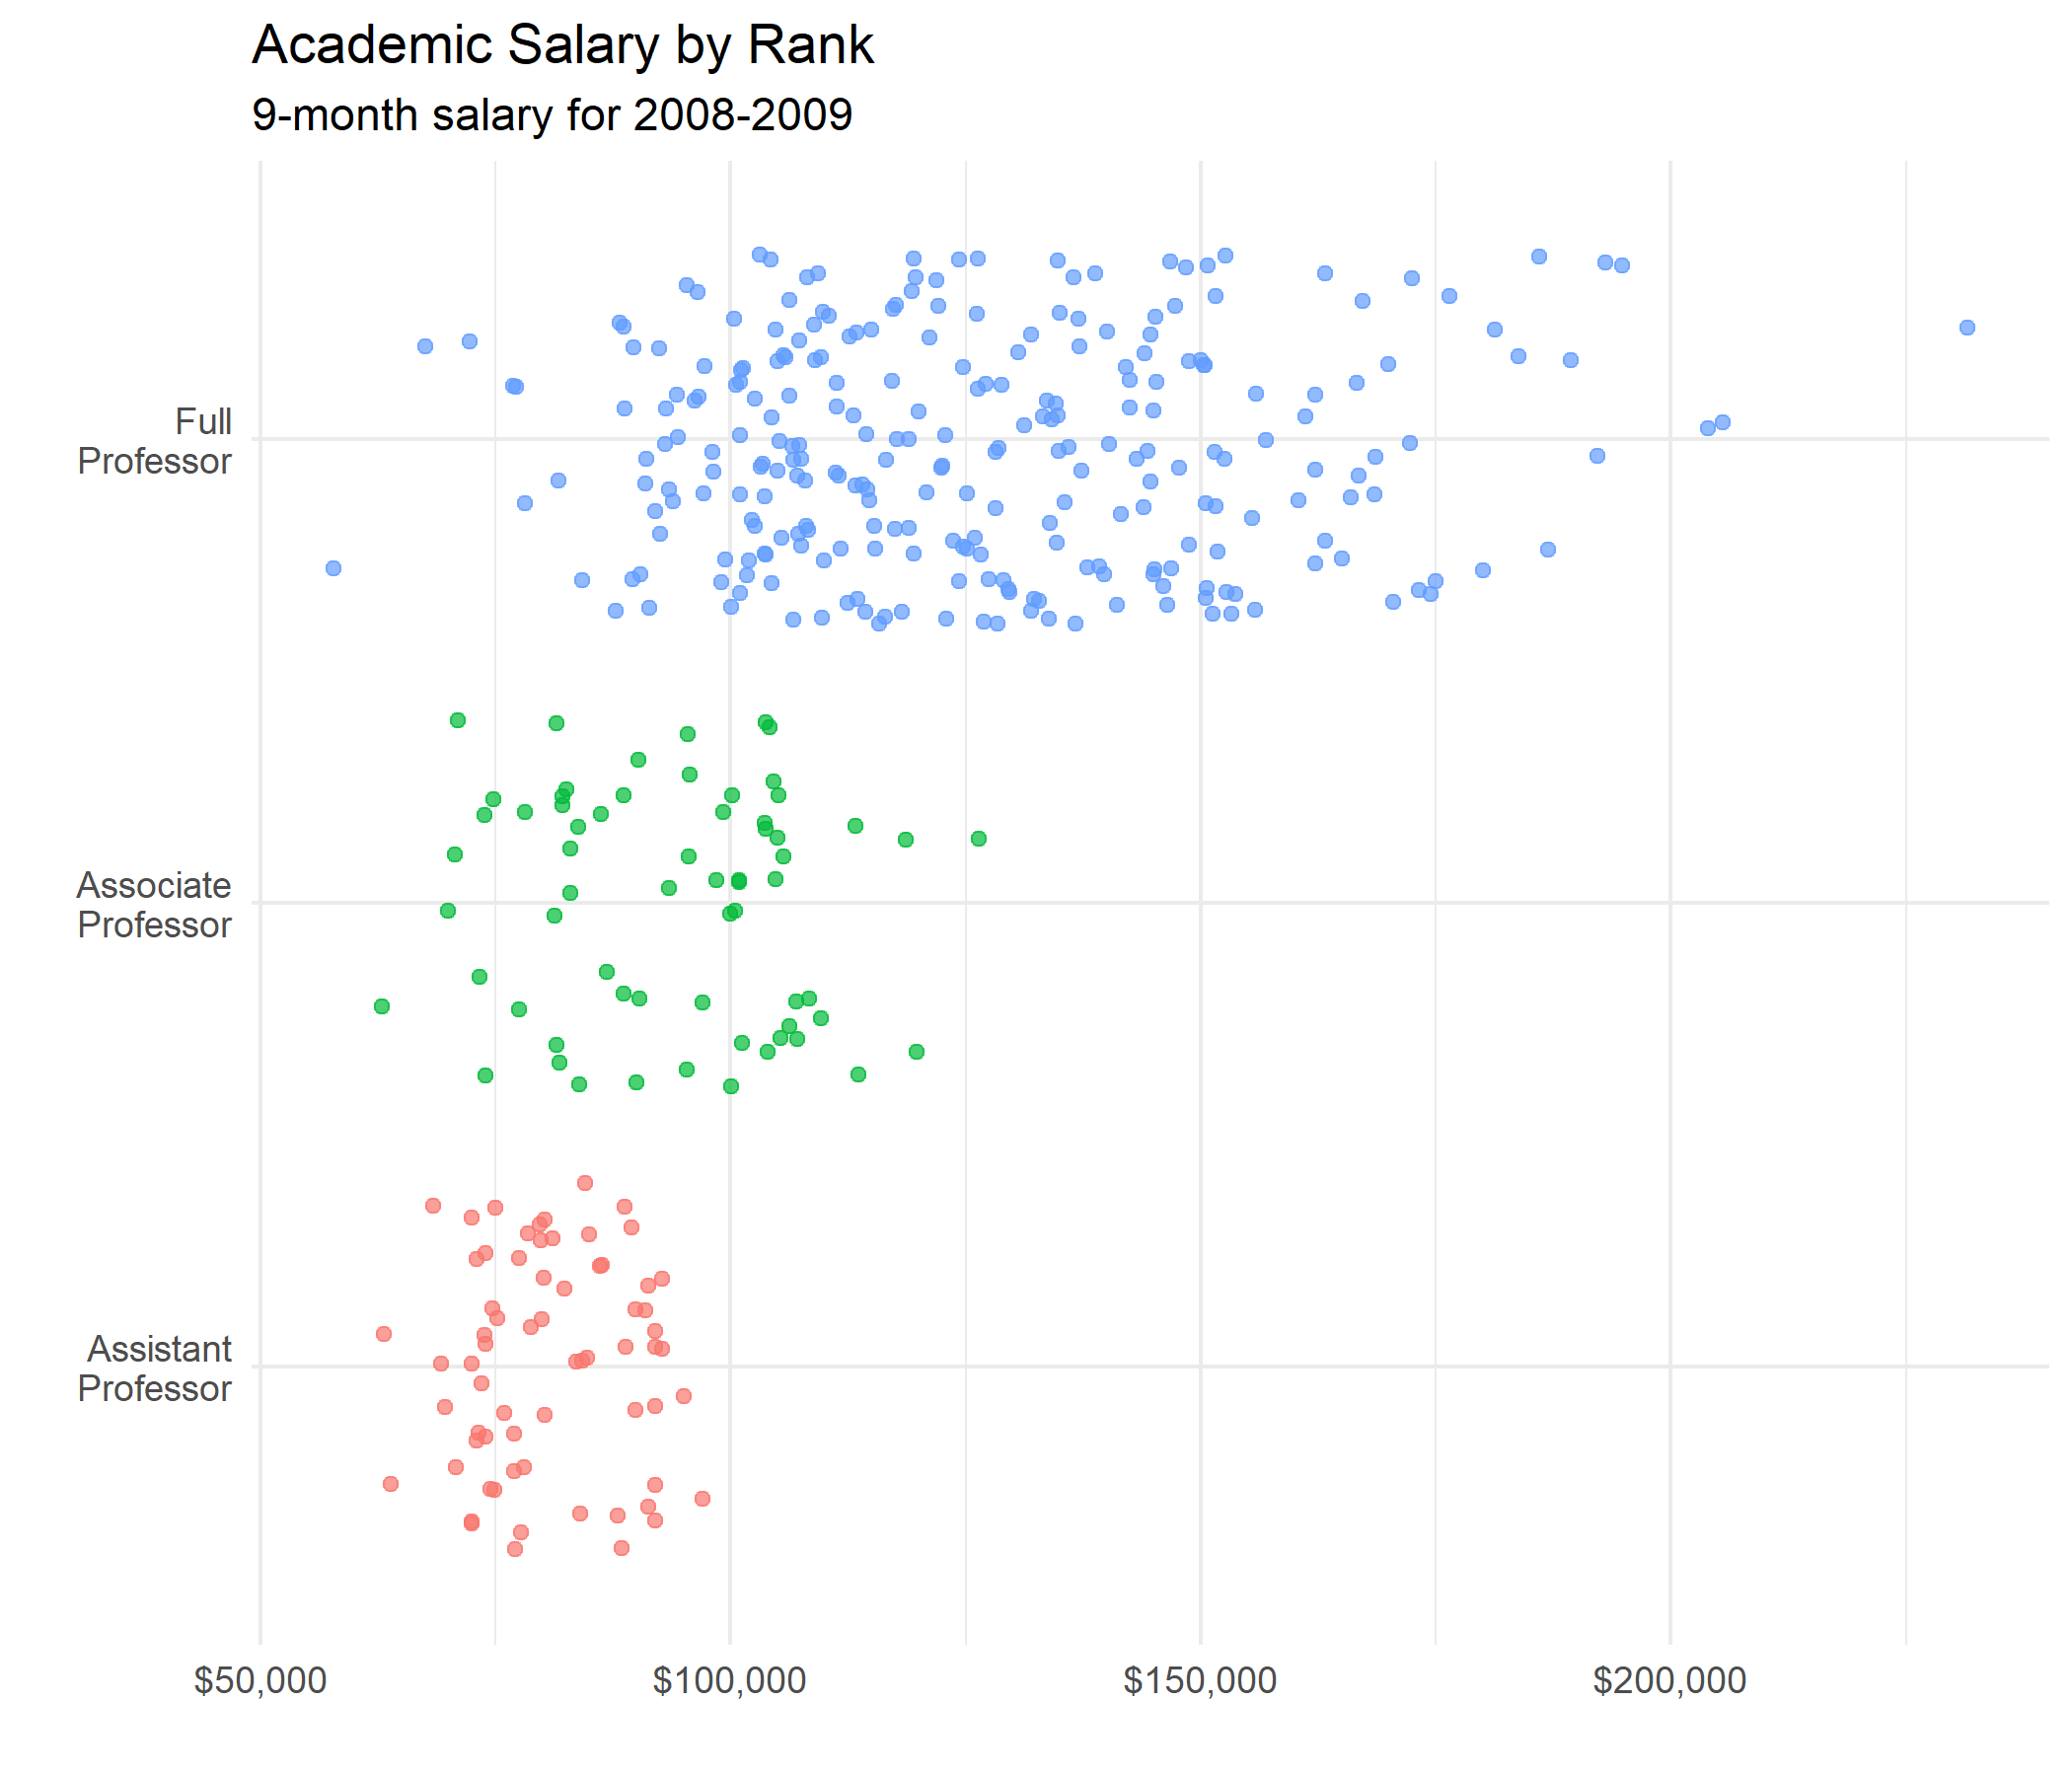 Academic Salary by Rank
9-month salary for 2008-2009
Full
Professor
Associate
Professor
Assistant
Professor
$50,000
$100,000
$150,000
$200,000